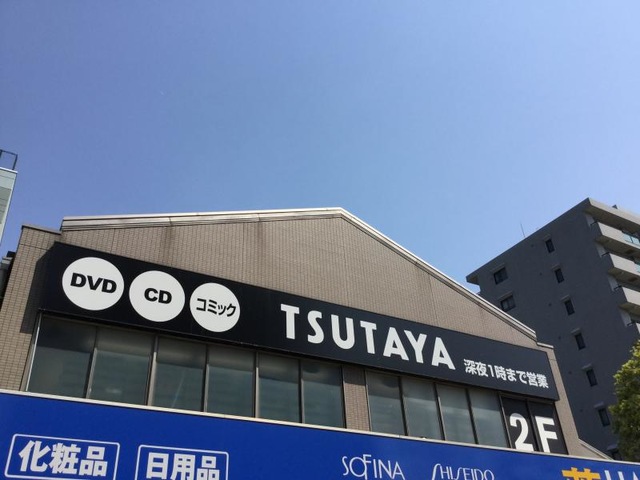 DVD
CD
コミック
TSUTAYA
深夜1時まで営業
2F
化粧品
日用品
SOFINA
SHISEIDO